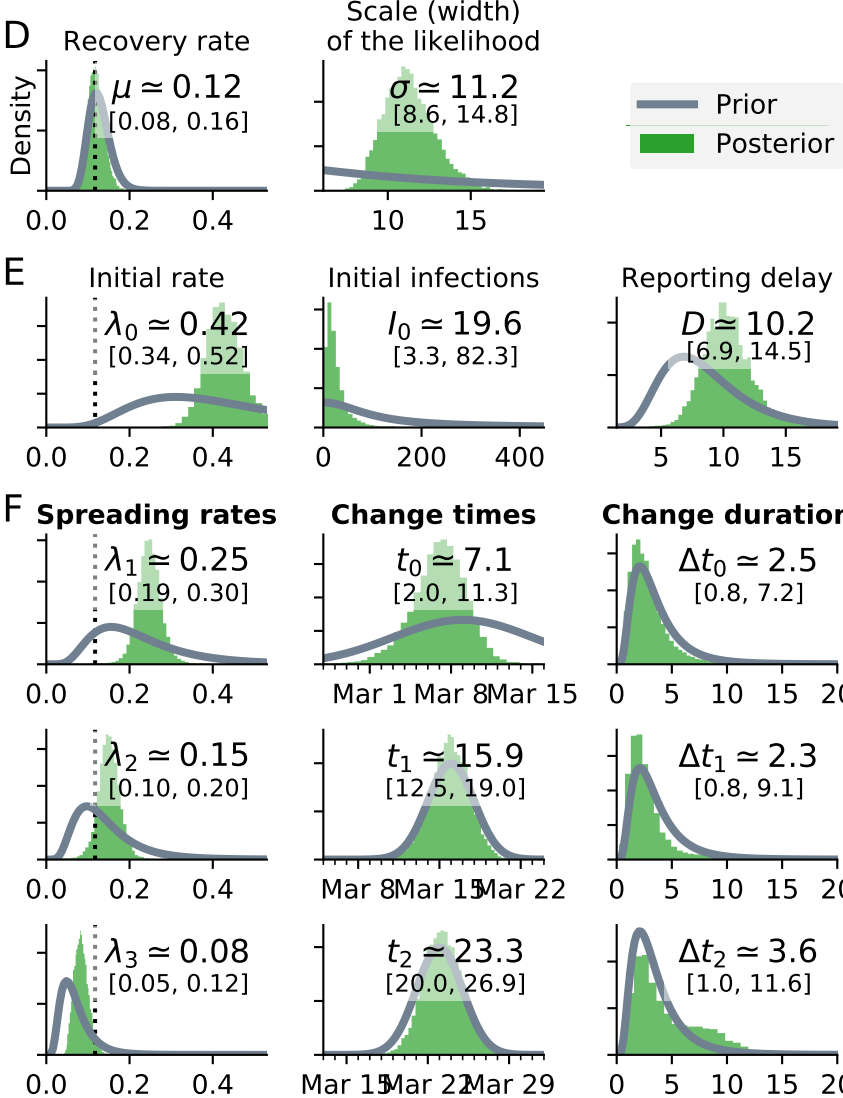 D
Recovery rate
Scale (width)
of the likelihood
Density
μ ≃ 0.12
[0.08, 0.16]
σ ≃ 11.2
[8.6, 14.8]
Prior
Posterior
0.0 0.2 0.4
10 15
E
Initial rate
Initial infections
Reporting delay
λ0 ≃ 0.42
[0.34, 0.52]
I0 ≃ 19.6
[3.3, 82.3]
D ≃ 10.2
[6.9, 14.5]
0.0 0.2 0.4
0 200 400
5 10 15
F
Spreading rates
Change times
Change duration
λ1 ≃ 0.25
[0.19, 0.30]
t0 ≃ 7.1
[2.0, 11.3]
Δt0 ≃ 2.5
[0.8, 7.2]
0.0 0.2 0.4
Mar 1 Mar 8 Mar 15
0 5 10 15 20
λ2 ≃ 0.15
[0.10, 0.20]
t1 ≃ 15.9
[12.5, 19.0]
Δt1 ≃ 2.3
[0.8, 9.1]
0.0 0.2 0.4
Mar 8 Mar 15 Mar 22
0 5 10 15 20
λ3 ≃ 0.08
[0.05, 0.12]
t2 ≃ 23.3
[20.0, 26.9]
Δt2 ≃ 3.6
[1.0, 11.6]
0.0 0.2 0.4
Mar 15 Mar 22 Mar 29
0 5 10 15 20